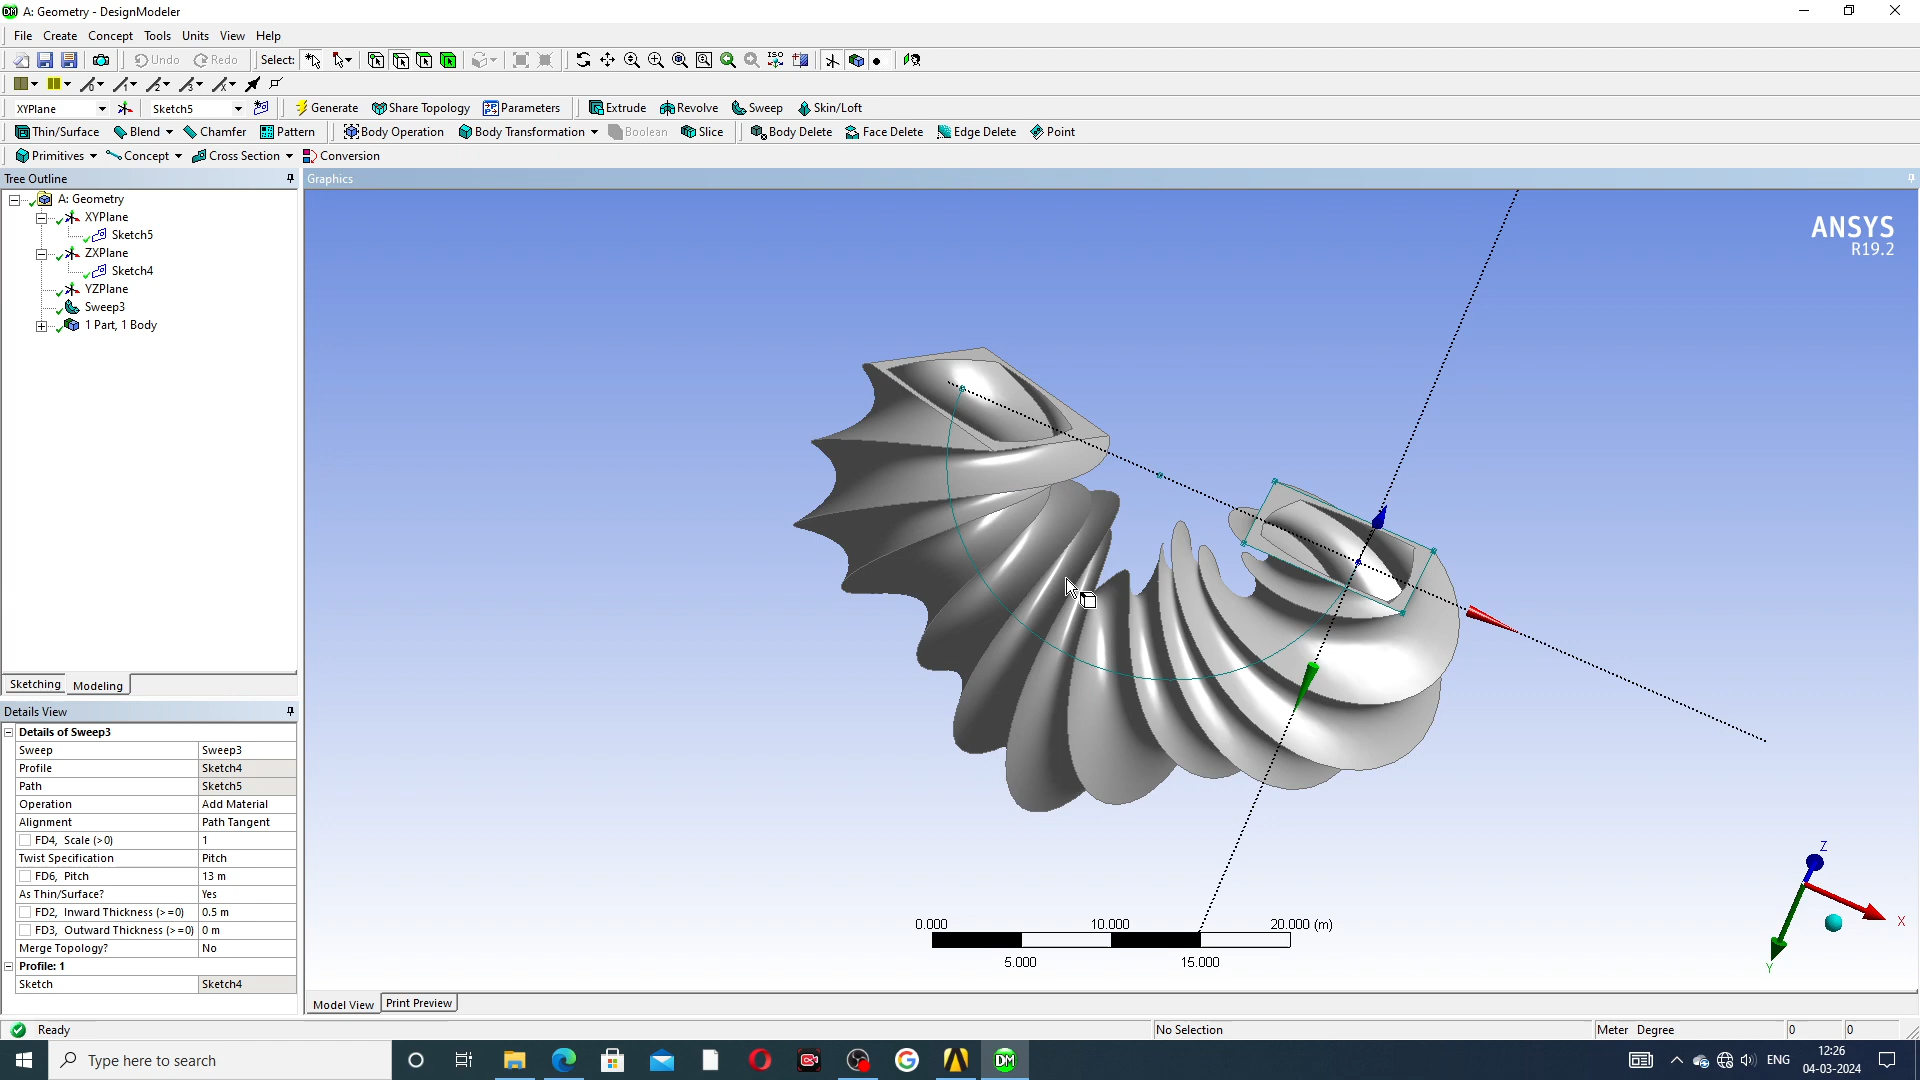 A: Geometry - DesignModeler
File Create Concept Tools Units View Help
Undo Redo Select: ISO
XYPlane Sketch5 Generate Share Topology Parameters Extrude Revolve Sweep Skin/Loft
Thin/Surface Blend Chamfer Pattern Body Operation Body Transformation Boolean Slice Body Delete Face Delete Edge Delete Point
Primitives Concept Cross Section Conversion
Tree Outline
Graphics
A: Geometry
XYPlane
Sketch5
ZXPlane
Sketch4
YZPlane
Sweep3
1 Part, 1 Body
ANSYS
R19.2
Sketching Modeling
Details View
Details of Sweep3
Sweep Sweep3
Profile Sketch4
Path Sketch5
Operation Add Material
Alignment Path Tangent
FD4, Scale (>0) 1
Twist Specification Pitch
FD6, Pitch 13 m
As Thin/Surface? Yes
FD2, Inward Thickness (>=0) 0.5 m
FD3, Outward Thickness (>=0) 0 m
Merge Topology? No
Profile: 1
Sketch Sketch4
0.000 10.000 20.000 (m)
5.000 15.000
Z
X
Y
Model View Print Preview
Ready No Selection Meter Degree 0 0
Type here to search
DM
ENG
12:26
04-03-2024